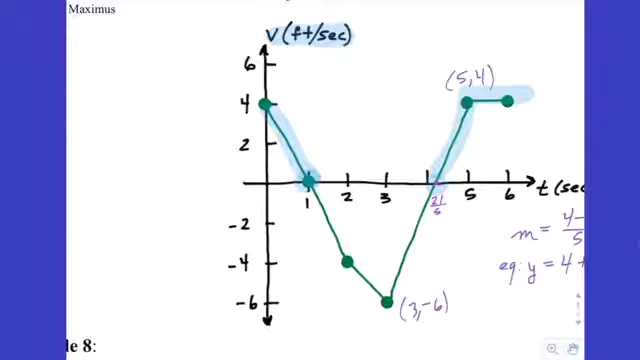 Maximus
v (ft/sec)
6
4
2
-2
-4
-6
1
2
3
21/5
5
6
t (sec
(5,4)
(3,-6)
m = 4-/5
eq: y = 4 +
le 8: